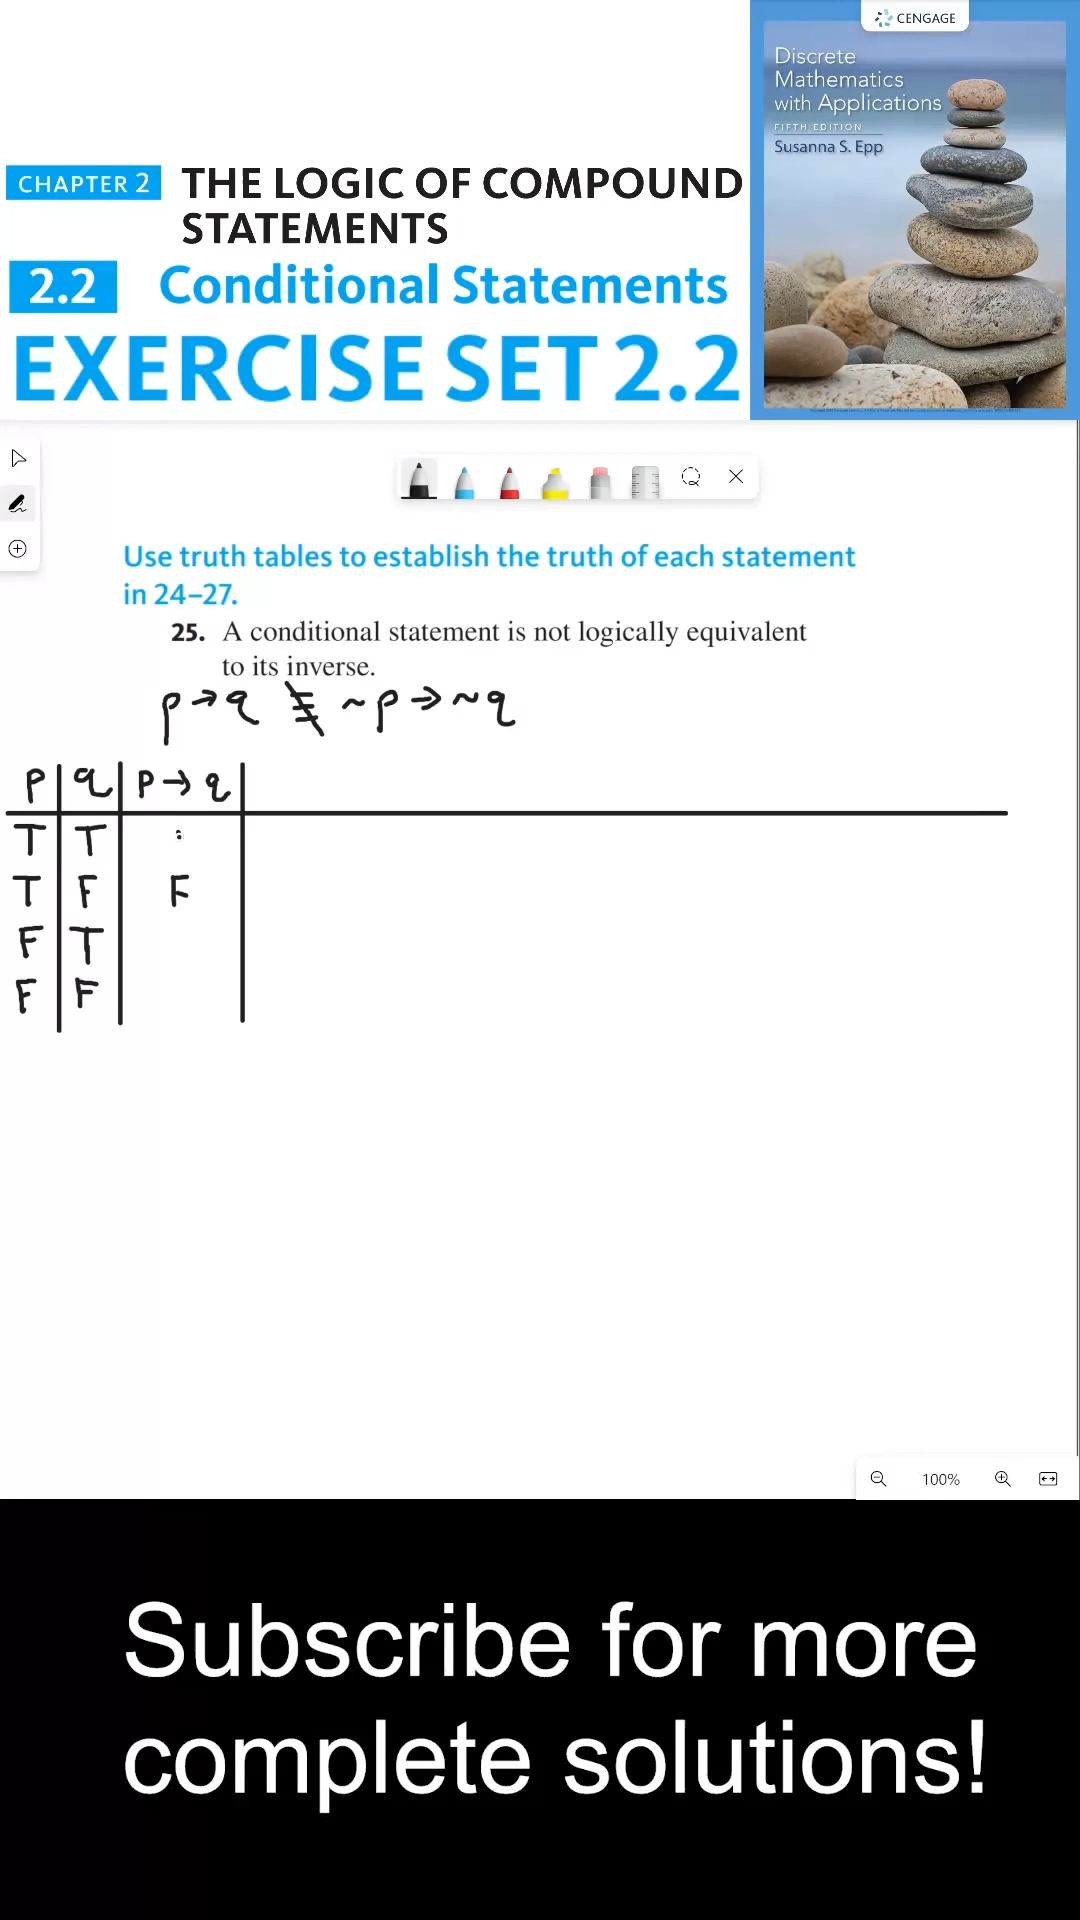 CENGAGE
Discrete
Mathematics
with Applications
FIFTH EDITION
Susanna S. Epp
CHAPTER 2 THE LOGIC OF COMPOUND
STATEMENTS
2.2 Conditional Statements
EXERCISE SET 2.2
Use truth tables to establish the truth of each statement
in 24–27.
25. A conditional statement is not logically equivalent
to its inverse.
p → q ≢ ~p → ~q
p q p → q
T T
T F F
F T
F F
100%
Subscribe for more
complete solutions!